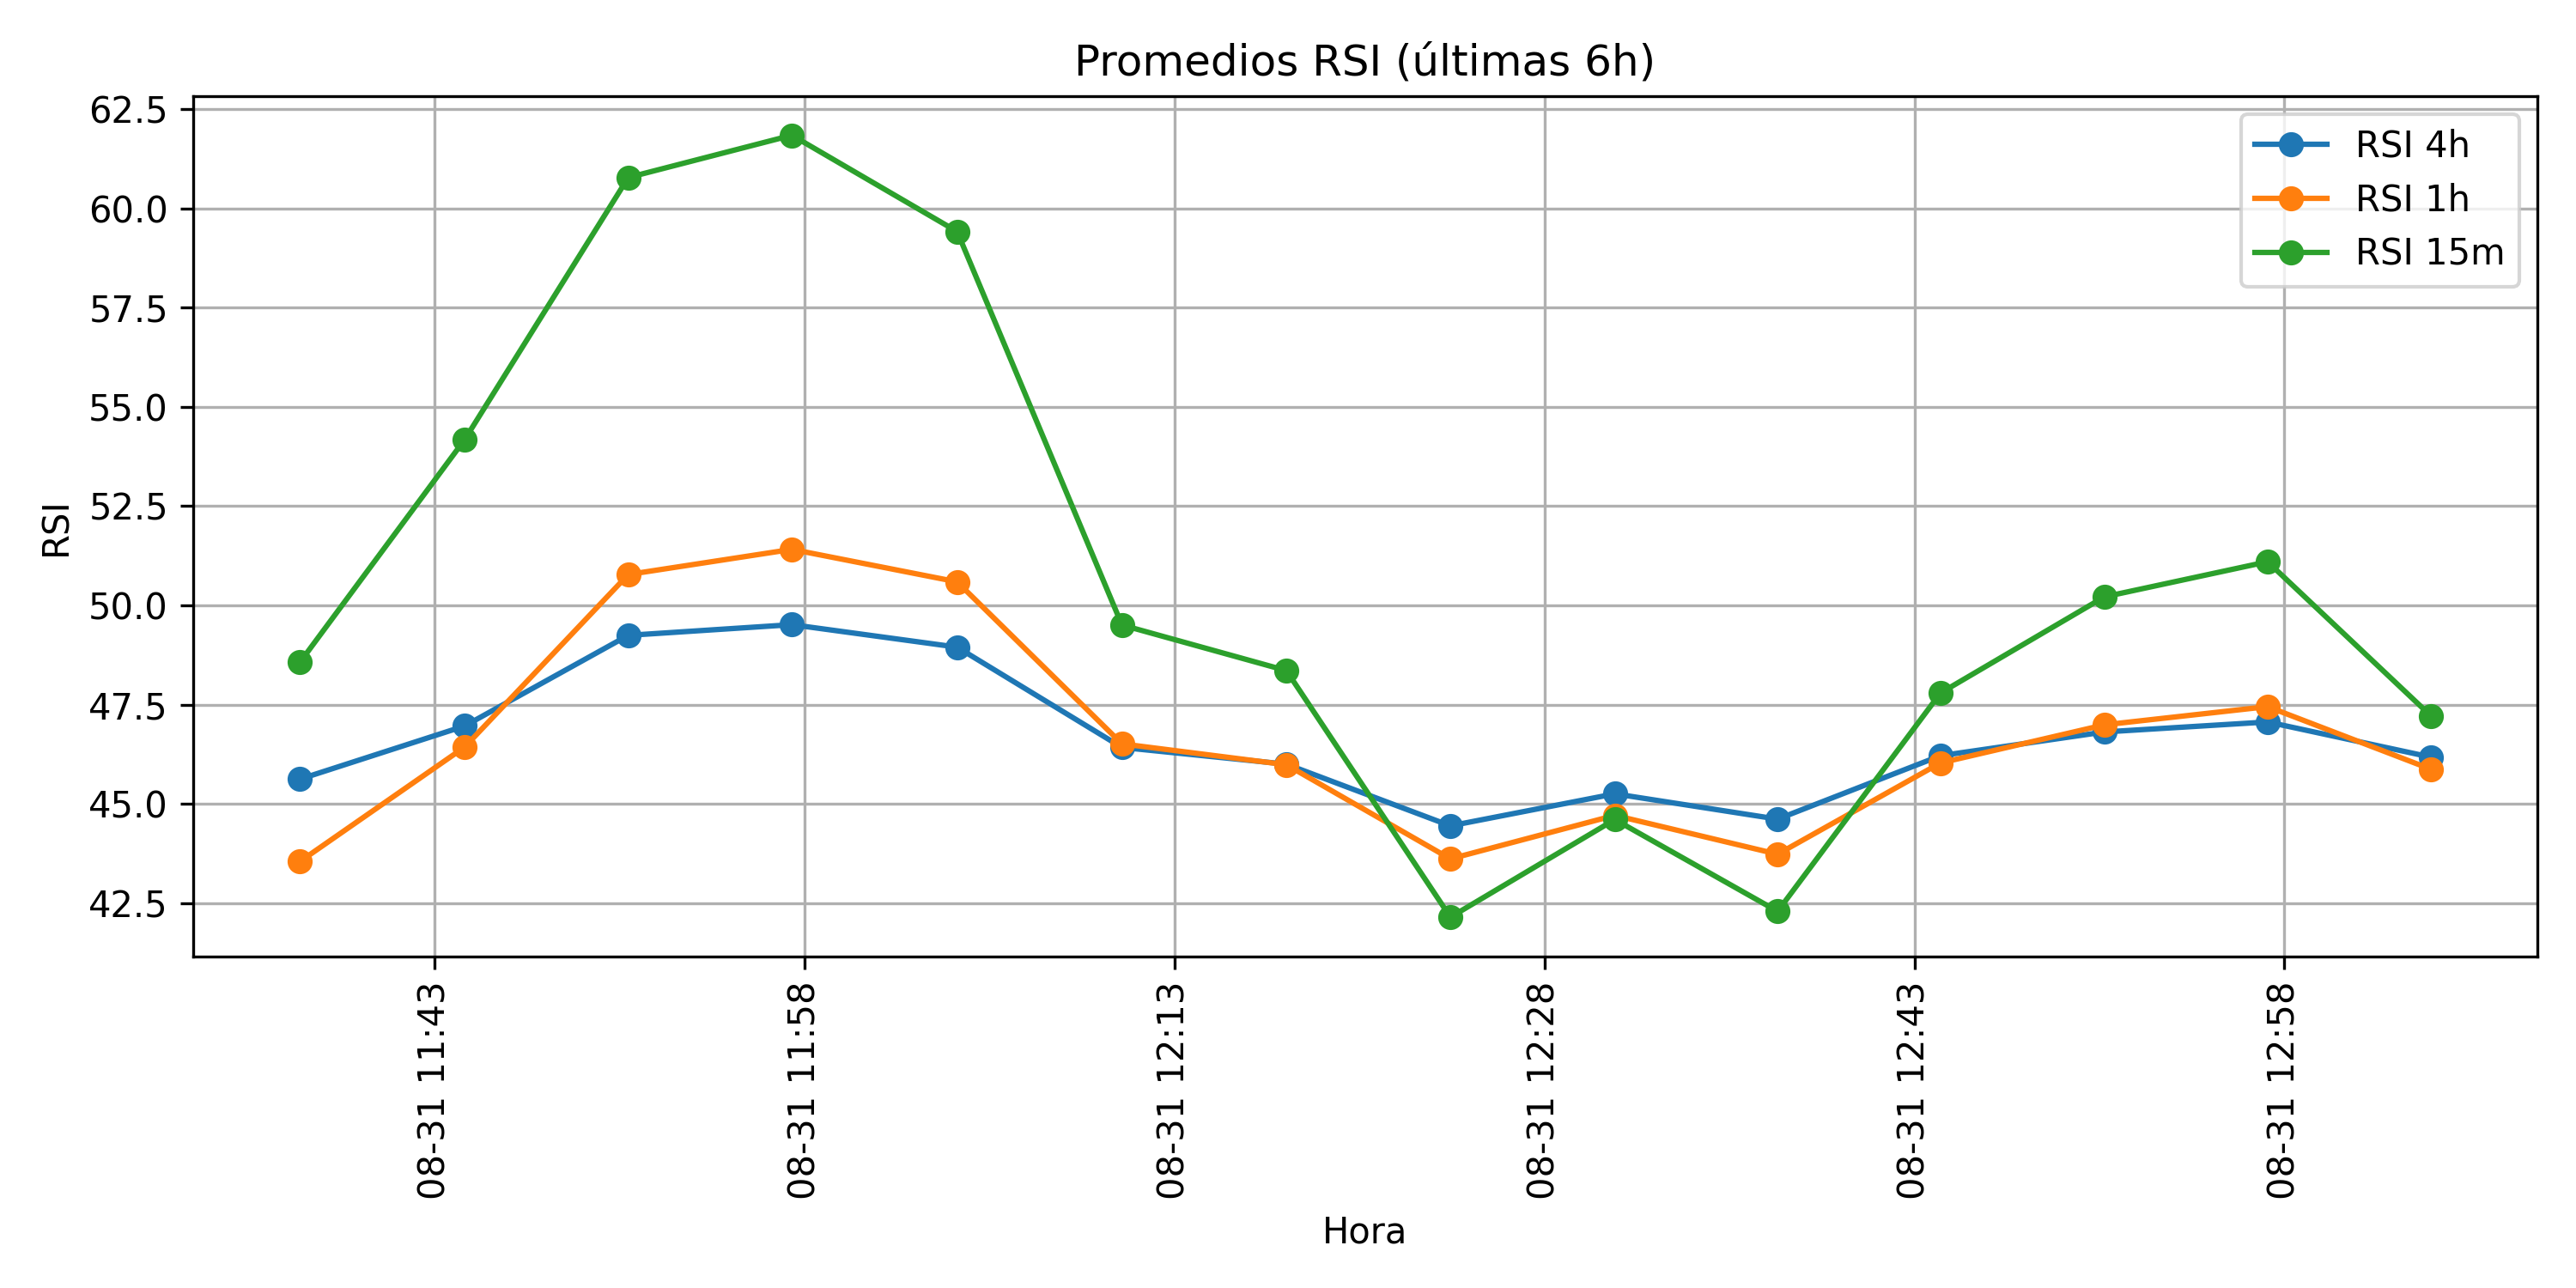 Promedios RSI (últimas 6h)
62.5
60.0
57.5
55.0
52.5
50.0
47.5
45.0
42.5
RSI
RSI 4h
RSI 1h
RSI 15m
08-31 11:43
08-31 11:58
08-31 12:13
08-31 12:28
08-31 12:43
08-31 12:58
Hora